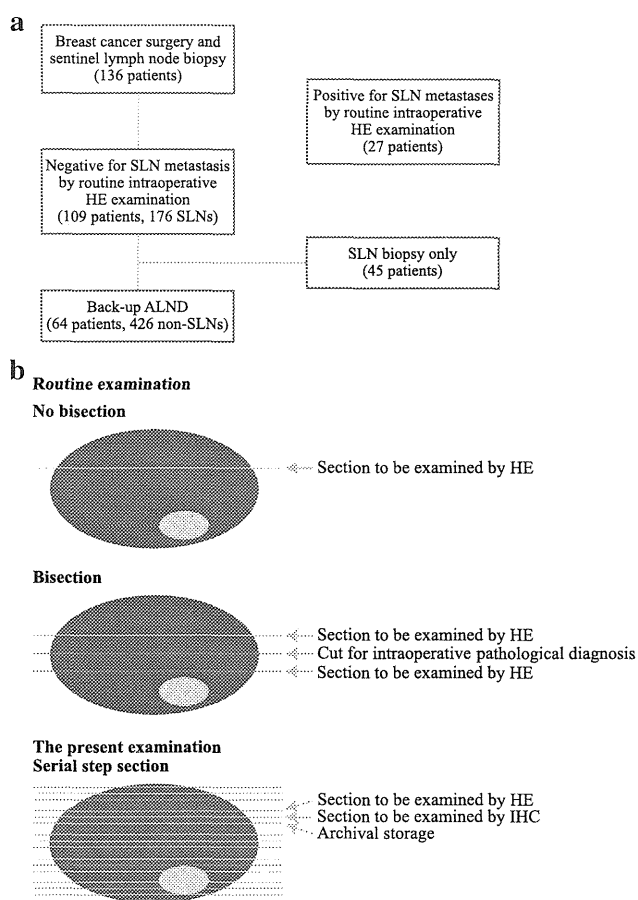 a
Breast cancer surgery and
sentinel lymph node biopsy
(136 patients)
Positive for SLN metastases
by routine intraoperative
HE examination
(27 patients)
Negative for SLN metastasis
by routine intraoperative
HE examination
(109 patients, 176 SLNs)
SLN biopsy only
(45 patients)
Back-up ALND
(64 patients, 426 non-SLNs)
b
Routine examination
No bisection
Section to be examined by HE
Bisection
Section to be examined by HE
Cut for intraoperative pathological diagnosis
Section to be examined by HE
The present examination
Serial step section
Section to be examined by HE
Section to be examined by IHC
Archival storage